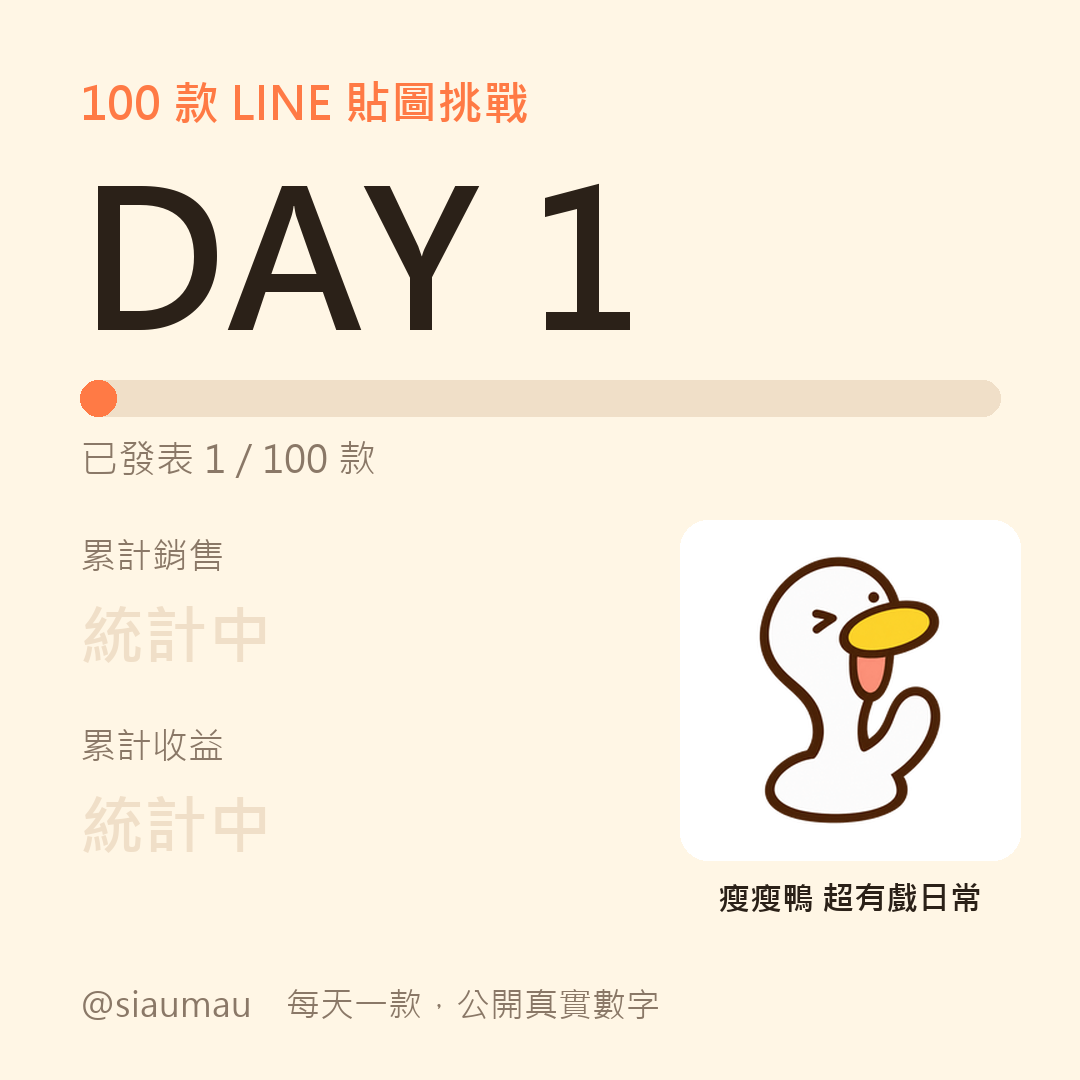 100 款 LINE 貼圖挑戰
DAY 1
已發表 1 / 100 款
累計銷售
統計中
累計收益
統計中
瘦瘦鴨 超有戲日常
@siaumau 每天一款，公開真實數字